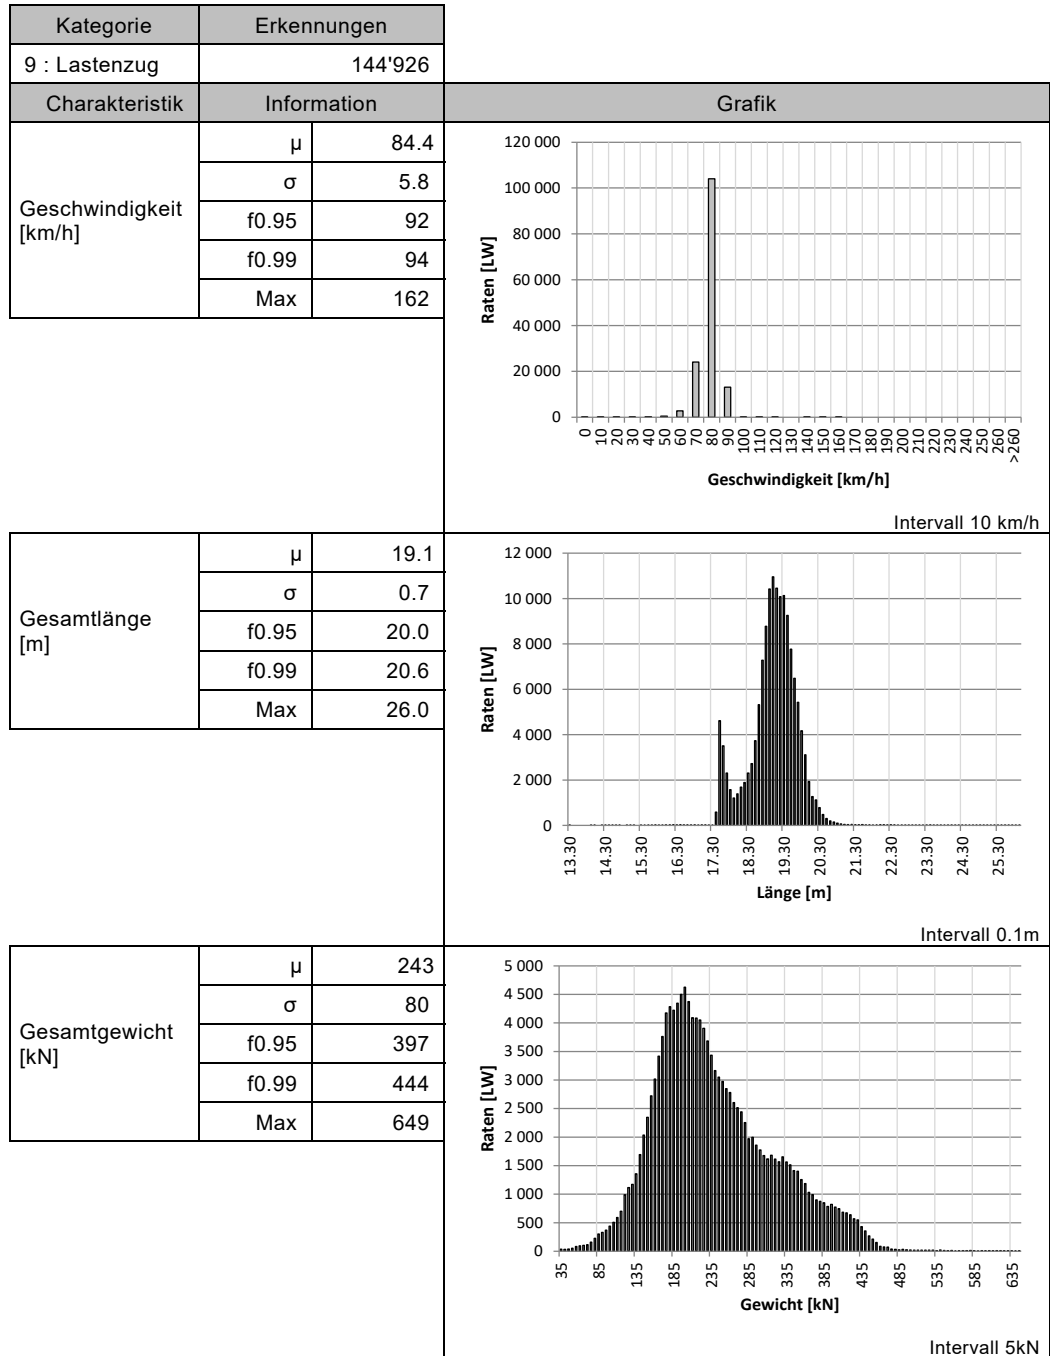 Kategorie Erkennungen
9 : Lastenzug 144'926
Charakteristik Information Grafik
Geschwindigkeit [km/h]
μ 84.4
σ 5.8
f0.95 92
f0.99 94
Max 162
120 000
100 000
80 000
60 000
40 000
20 000
0
Raten [LW]
0 10 20 30 40 50 60 70 80 90 100 110 120 130 140 150 160 170 180 190 200 210 220 230 240 250 260 >260
Geschwindigkeit [km/h]
Intervall 10 km/h
Gesamtlänge [m]
μ 19.1
σ 0.7
f0.95 20.0
f0.99 20.6
Max 26.0
12 000
10 000
8 000
6 000
4 000
2 000
0
Raten [LW]
13.30 14.30 15.30 16.30 17.30 18.30 19.30 20.30 21.30 22.30 23.30 24.30 25.30
Länge [m]
Intervall 0.1m
Gesamtgewicht [kN]
μ 243
σ 80
f0.95 397
f0.99 444
Max 649
5 000
4 500
4 000
3 500
3 000
2 500
2 000
1 500
1 000
500
0
Raten [LW]
35 85 135 185 235 285 335 385 435 485 535 585 635
Gewicht [kN]
Intervall 5kN